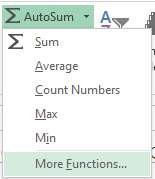 AutoSum
Sum
Average
Count Numbers
Max
Min
More Functions...